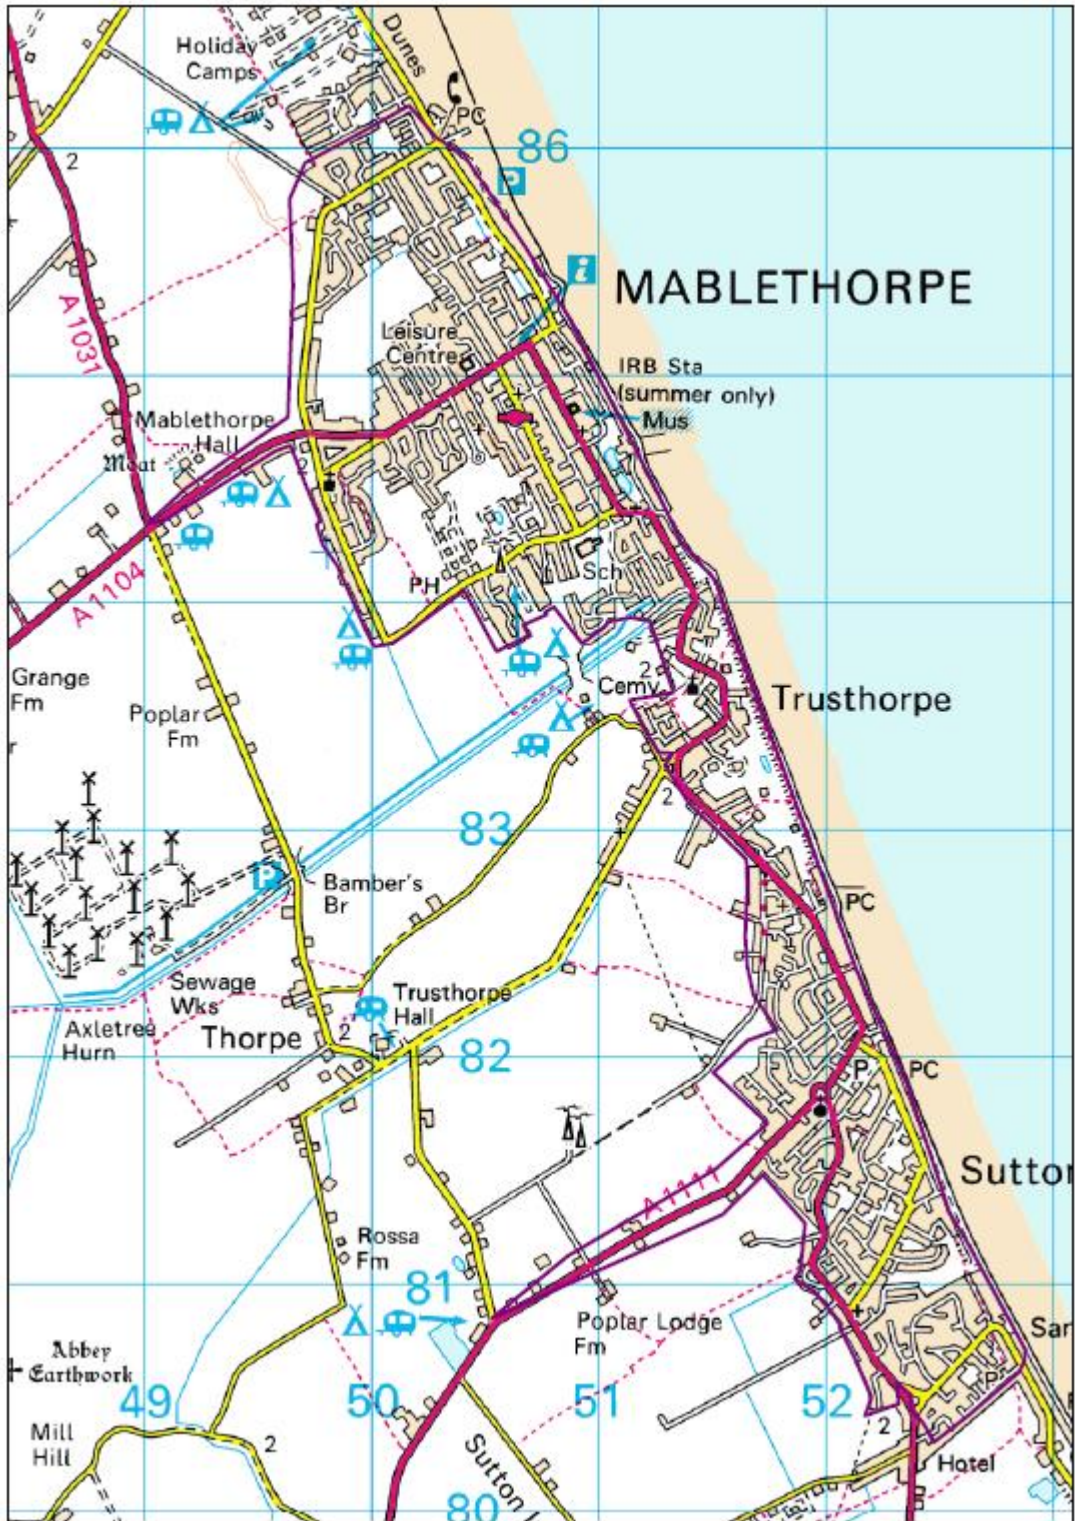 Dunes
Holiday
Camps
PC
86
2
P
i
MABLETHORPE
A1031
Leisure
Centre
IRB Sta
(summer only)
Mus
Mablethorpe
Hall
Moat
2
A1104
PH
Sch
Grange
Fm
Poplar
Fm
r
2
Cemy
Trusthorpe
2
83
P
Bamber's
Br
PC
Sewage
Wks
Trusthorpe
Hall
Axletree
Hurn
Thorpe
2
82
P
PC
A1111
Sutton
Rossa
Fm
81
Poplar Lodge
Fm
Abbey
Earthwork
San
P
49
50
51
52
Mill
Hill
2
2
Sutton
Hotel
80